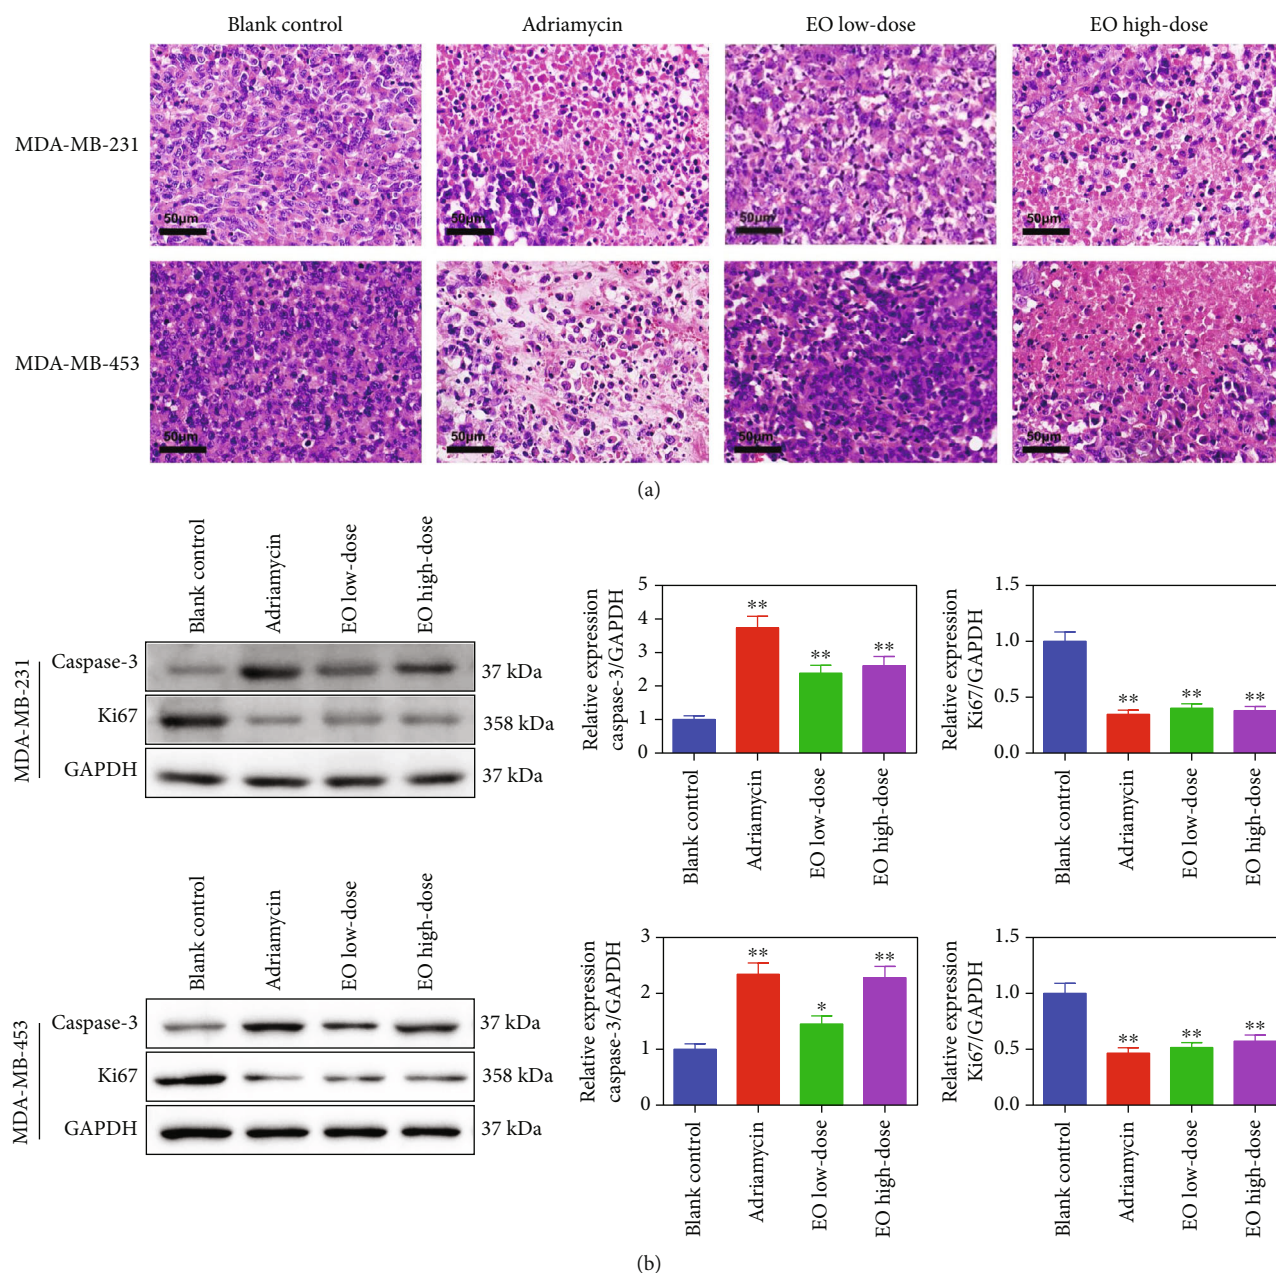 Blank control Adriamycin EO low-dose EO high-dose
MDA-MB-231
50μm 50μm 50μm 50μm
MDA-MB-453
50μm 50μm 50μm 50μm
(a)
Blank control Adriamycin EO low-dose EO high-dose
MDA-MB-231
Caspase-3 37 kDa
Ki67 358 kDa
GAPDH 37 kDa
Relative expression
caspase-3/GAPDH
5
4
3
2
1
0
** ** **
Blank control Adriamycin EO low-dose EO high-dose
Relative expression
Ki67/GAPDH
1.5
1.0
0.5
0.0
** ** **
Blank control Adriamycin EO low-dose EO high-dose
Blank control Adriamycin EO low-dose EO high-dose
MDA-MB-453
Caspase-3 37 kDa
Ki67 358 kDa
GAPDH 37 kDa
Relative expression
caspase-3/GAPDH
3
2
1
0
** * **
Blank control Adriamycin EO low-dose EO high-dose
Relative expression
Ki67/GAPDH
1.5
1.0
0.5
0.0
** ** **
Blank control Adriamycin EO low-dose EO high-dose
(b)